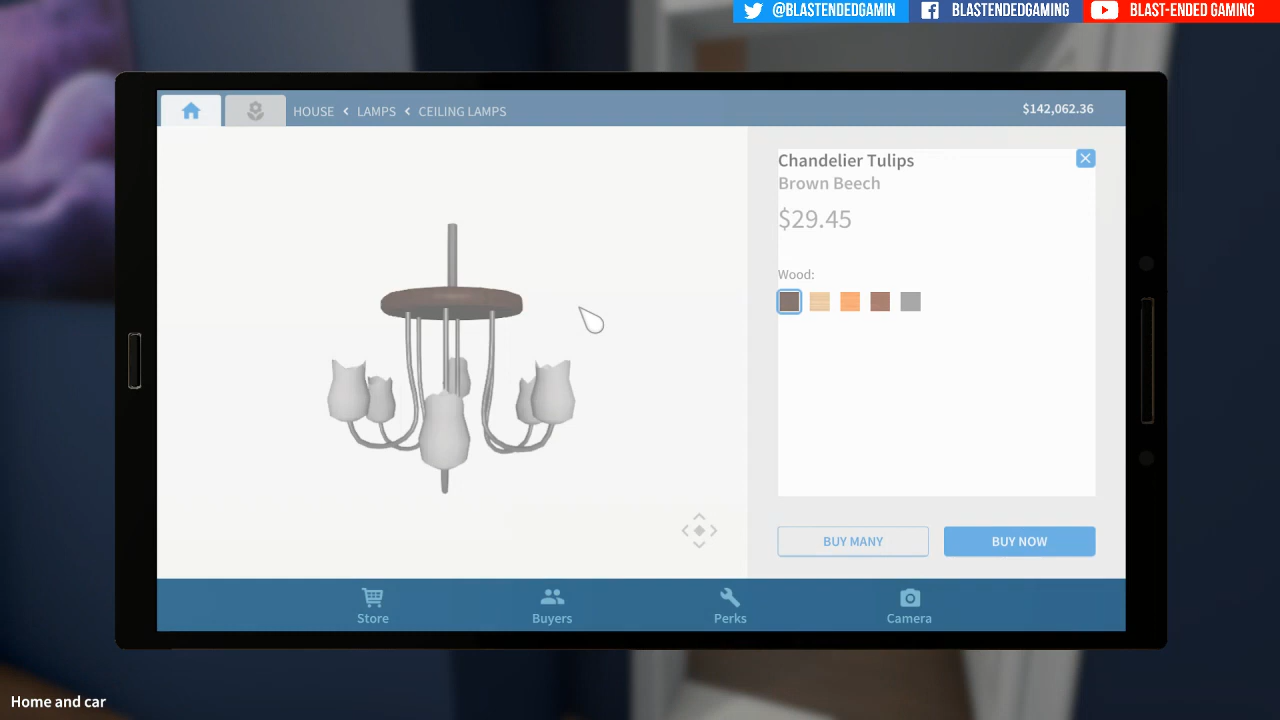 @BLASTENDEDGAMIN BLASTENDEDGAMING BLAST-ENDED GAMING
HOUSE < LAMPS < CEILING LAMPS
$142,062.36
Chandelier Tulips
Brown Beech
$29.45
Wood:
BUY MANY BUY NOW
Store Buyers Perks Camera
Home and car